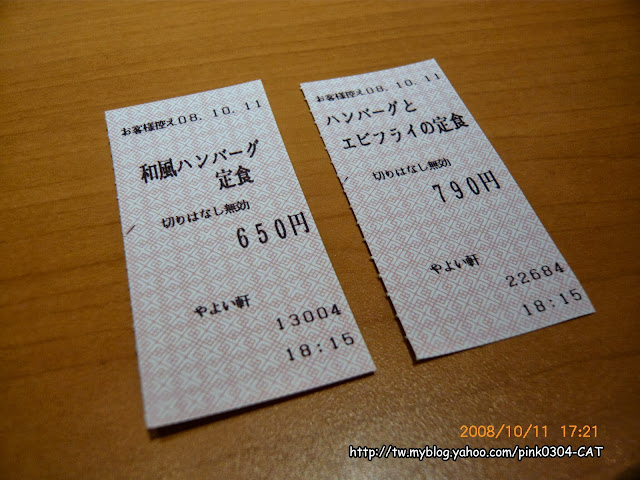 お客様控え08.10.11
和風ハンバーグ
定食
切りはなし無効
650円
やよい軒
13004
18:15
お客様控え08.10.11
ハンバーグと
エビフライの定食
切りはなし無効
790円
やよい軒
22684
18:15
2008/10/11 17:21
http://tw.myblog.yahoo.com/pink0304-CAT